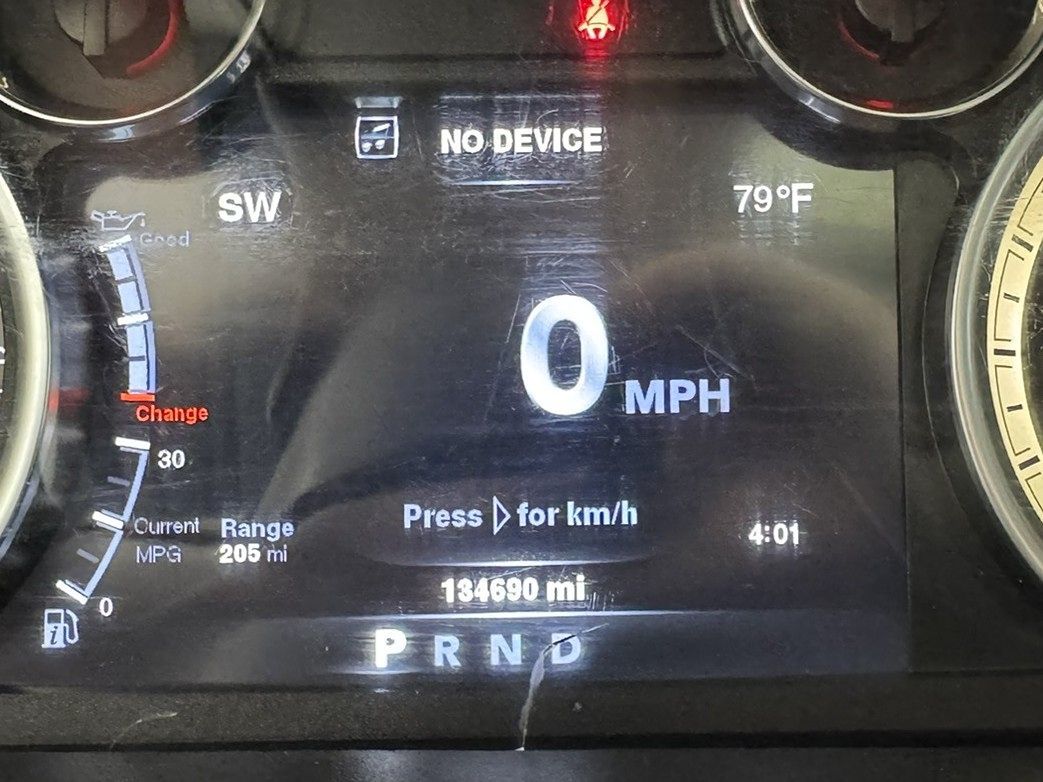 NO DEVICE
SW
79°F
Good
0 MPH
Change
30
Press ▷ for km/h
Current MPG
Range
205 mi
4:01
134690 mi
0
P R N D